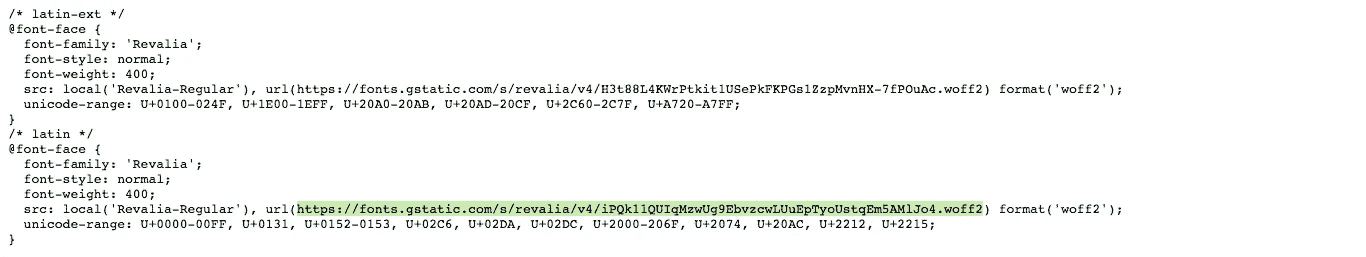 /* latin-ext */
@font-face {
  font-family: 'Revalia';
  font-style: normal;
  font-weight: 400;
  src: local('Revalia-Regular'), url(https://fonts.gstatic.com/s/revalia/v4/H3t88L4KWrPtkit1USePkFKPGs1ZzpMvnHX-7fPOuAc.woff2) format('woff2');
  unicode-range: U+0100-024F, U+1E00-1EFF, U+20A0-20AB, U+20AD-20CF, U+2C60-2C7F, U+A720-A7FF;
}
/* latin */
@font-face {
  font-family: 'Revalia';
  font-style: normal;
  font-weight: 400;
  src: local('Revalia-Regular'), url(https://fonts.gstatic.com/s/revalia/v4/iPQk11QUIqMzwUg9EbvzcwLUuEpTyoUstqEm5AMlJo4.woff2) format('woff2');
  unicode-range: U+0000-00FF, U+0131, U+0152-0153, U+02C6, U+02DA, U+02DC, U+2000-206F, U+2074, U+20AC, U+2212, U+2215;
}